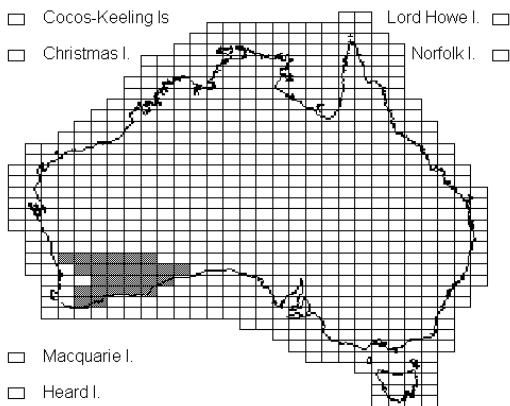 Cocos-Keeling Is
Lord Howe I.
Christmas I.
Norfolk I.
Macquarie I.
Heard I.